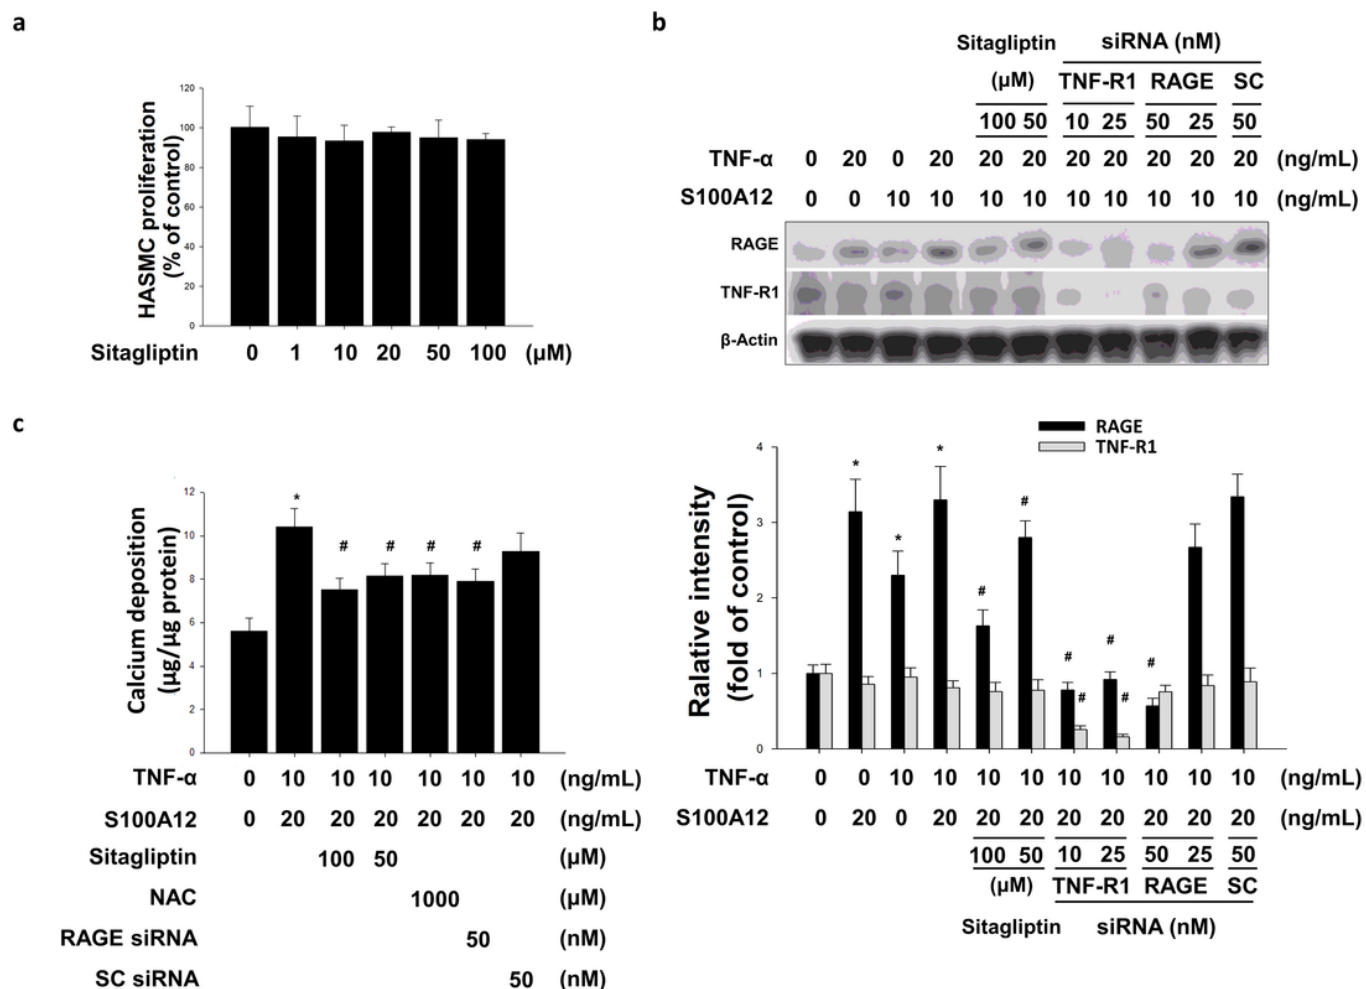 a
HASMC proliferation
(% of control)
120
100
80
60
40
20
0
Sitagliptin 0 1 10 20 50 100 (µM)
b
Sitagliptin siRNA (nM)
(µM) TNF-R1 RAGE SC
100 50 10 25 50 25 50
TNF-α 0 20 0 20 20 20 20 20 20 20 20 (ng/mL)
S100A12 0 0 10 10 10 10 10 10 10 10 10 (ng/mL)
RAGE
TNF-R1
β-Actin
RAGE
TNF-R1
Ralative intensity
(fold of control)
4
3
2
1
0
* * * # # # # # # #
TNF-α 0 0 10 10 10 10 10 10 10 10 10 (ng/mL)
S100A12 0 20 0 20 20 20 20 20 20 20 20 (ng/mL)
100 50 10 25 50 25 50
(µM) TNF-R1 RAGE SC
Sitagliptin siRNA (nM)
c
Calcium deposition
(µg/µg protein)
12
10
8
6
4
2
0
* # # # #
TNF-α 0 10 10 10 10 10 10 (ng/mL)
S100A12 0 20 20 20 20 20 20 (ng/mL)
Sitagliptin 100 50 (µM)
NAC 1000 (µM)
RAGE siRNA 50 (nM)
SC siRNA 50 (nM)